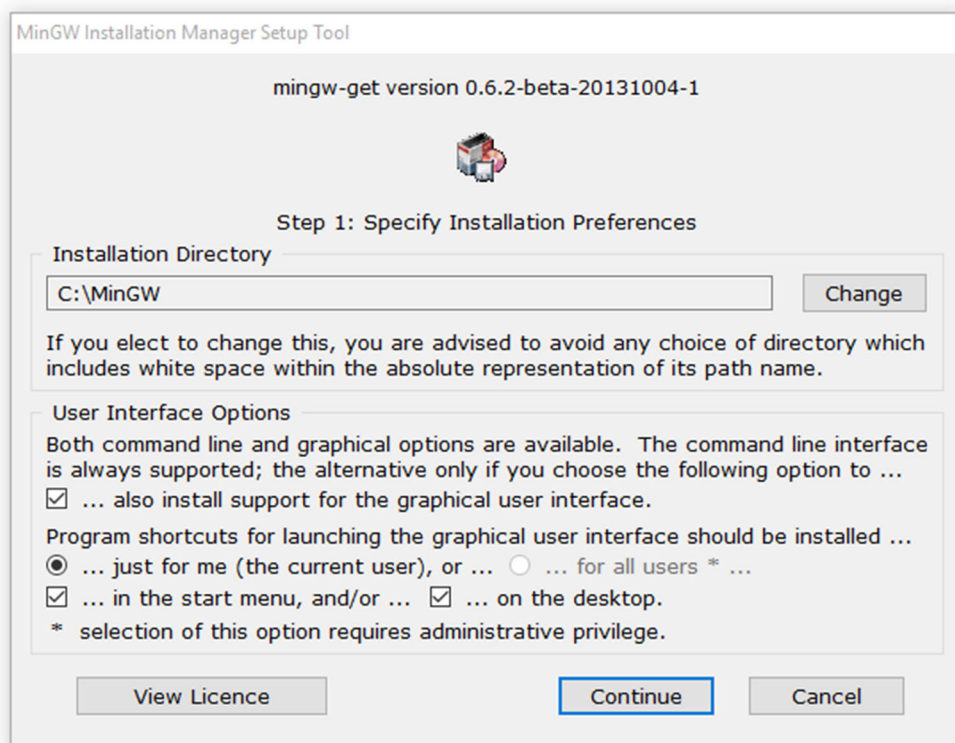 MinGW Installation Manager Setup Tool
mingw-get version 0.6.2-beta-20131004-1
Step 1: Specify Installation Preferences
Installation Directory
C:\MinGW
Change
If you elect to change this, you are advised to avoid any choice of directory which
includes white space within the absolute representation of its path name.
User Interface Options
Both command line and graphical options are available.  The command line interface
is always supported; the alternative only if you choose the following option to ...
... also install support for the graphical user interface.
Program shortcuts for launching the graphical user interface should be installed ...
... just for me (the current user), or ... ... for all users * ...
... in the start menu, and/or ... ... on the desktop.
* selection of this option requires administrative privilege.
View Licence Continue Cancel